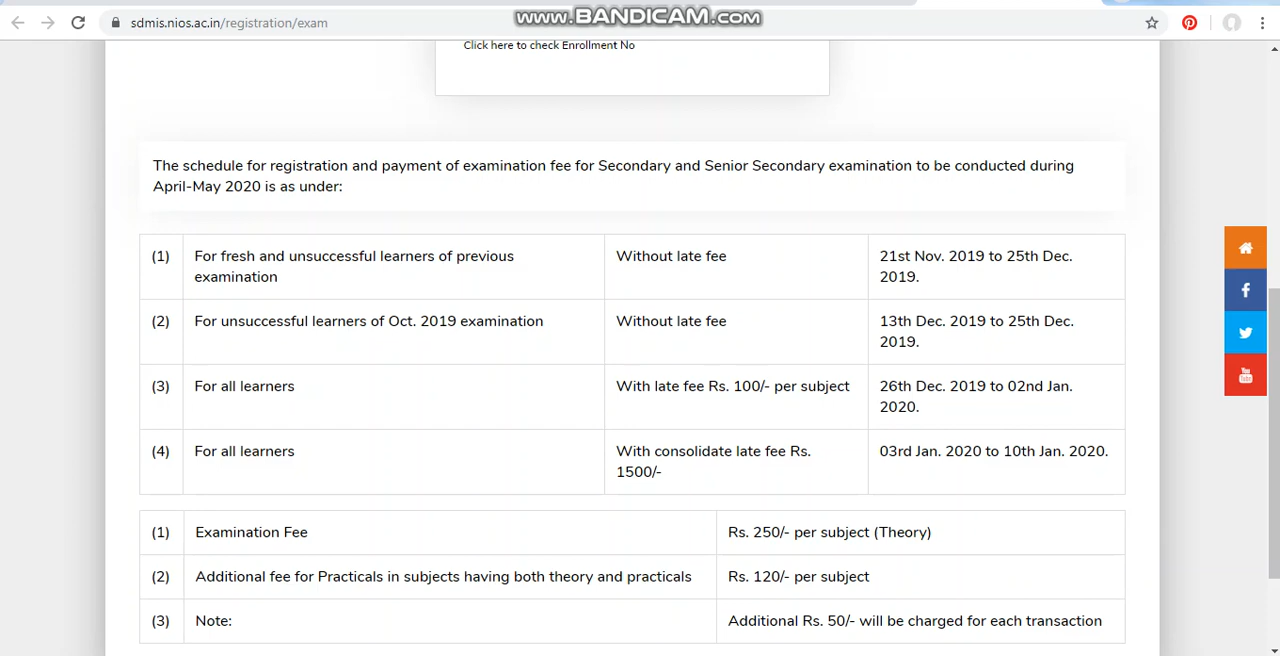 sdmis.nios.ac.in/registration/exam
www.BANDICAM.com
Click here to check Enrollment No
The schedule for registration and payment of examination fee for Secondary and Senior Secondary examination to be conducted during
April-May 2020 is as under:
(1) For fresh and unsuccessful learners of previous examination Without late fee 21st Nov. 2019 to 25th Dec. 2019.
(2) For unsuccessful learners of Oct. 2019 examination Without late fee 13th Dec. 2019 to 25th Dec. 2019.
(3) For all learners With late fee Rs. 100/- per subject 26th Dec. 2019 to 02nd Jan. 2020.
(4) For all learners With consolidate late fee Rs. 1500/- 03rd Jan. 2020 to 10th Jan. 2020.
(1) Examination Fee Rs. 250/- per subject (Theory)
(2) Additional fee for Practicals in subjects having both theory and practicals Rs. 120/- per subject
(3) Note: Additional Rs. 50/- will be charged for each transaction